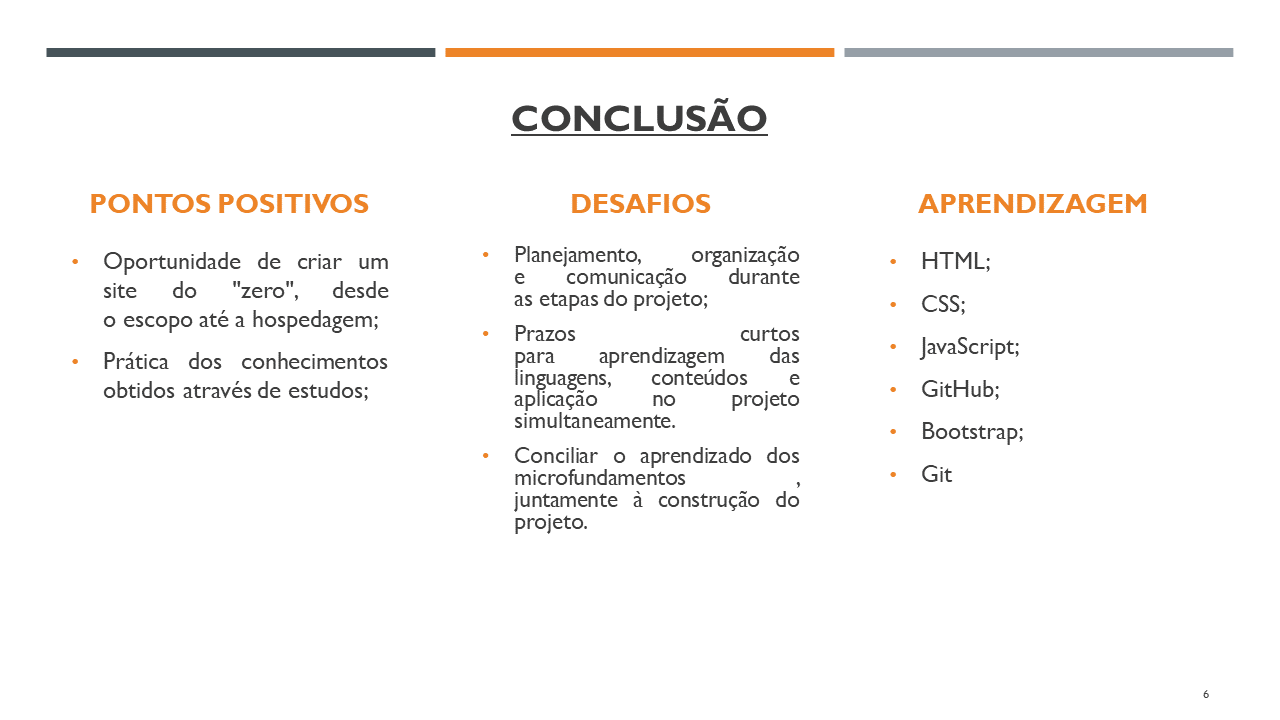 CONCLUSÃO
PONTOS POSITIVOS
Oportunidade de criar um
site do "zero", desde
o escopo até a hospedagem;
Prática dos conhecimentos
obtidos através de estudos;
DESAFIOS
Planejamento, organização
e comunicação durante
as etapas do projeto;
Prazos curtos
para aprendizagem das
linguagens, conteúdos e
aplicação no projeto
simultaneamente.
Conciliar o aprendizado dos
microfundamentos ,
juntamente à construção do
projeto.
APRENDIZAGEM
HTML;
CSS;
JavaScript;
GitHub;
Bootstrap;
Git
6